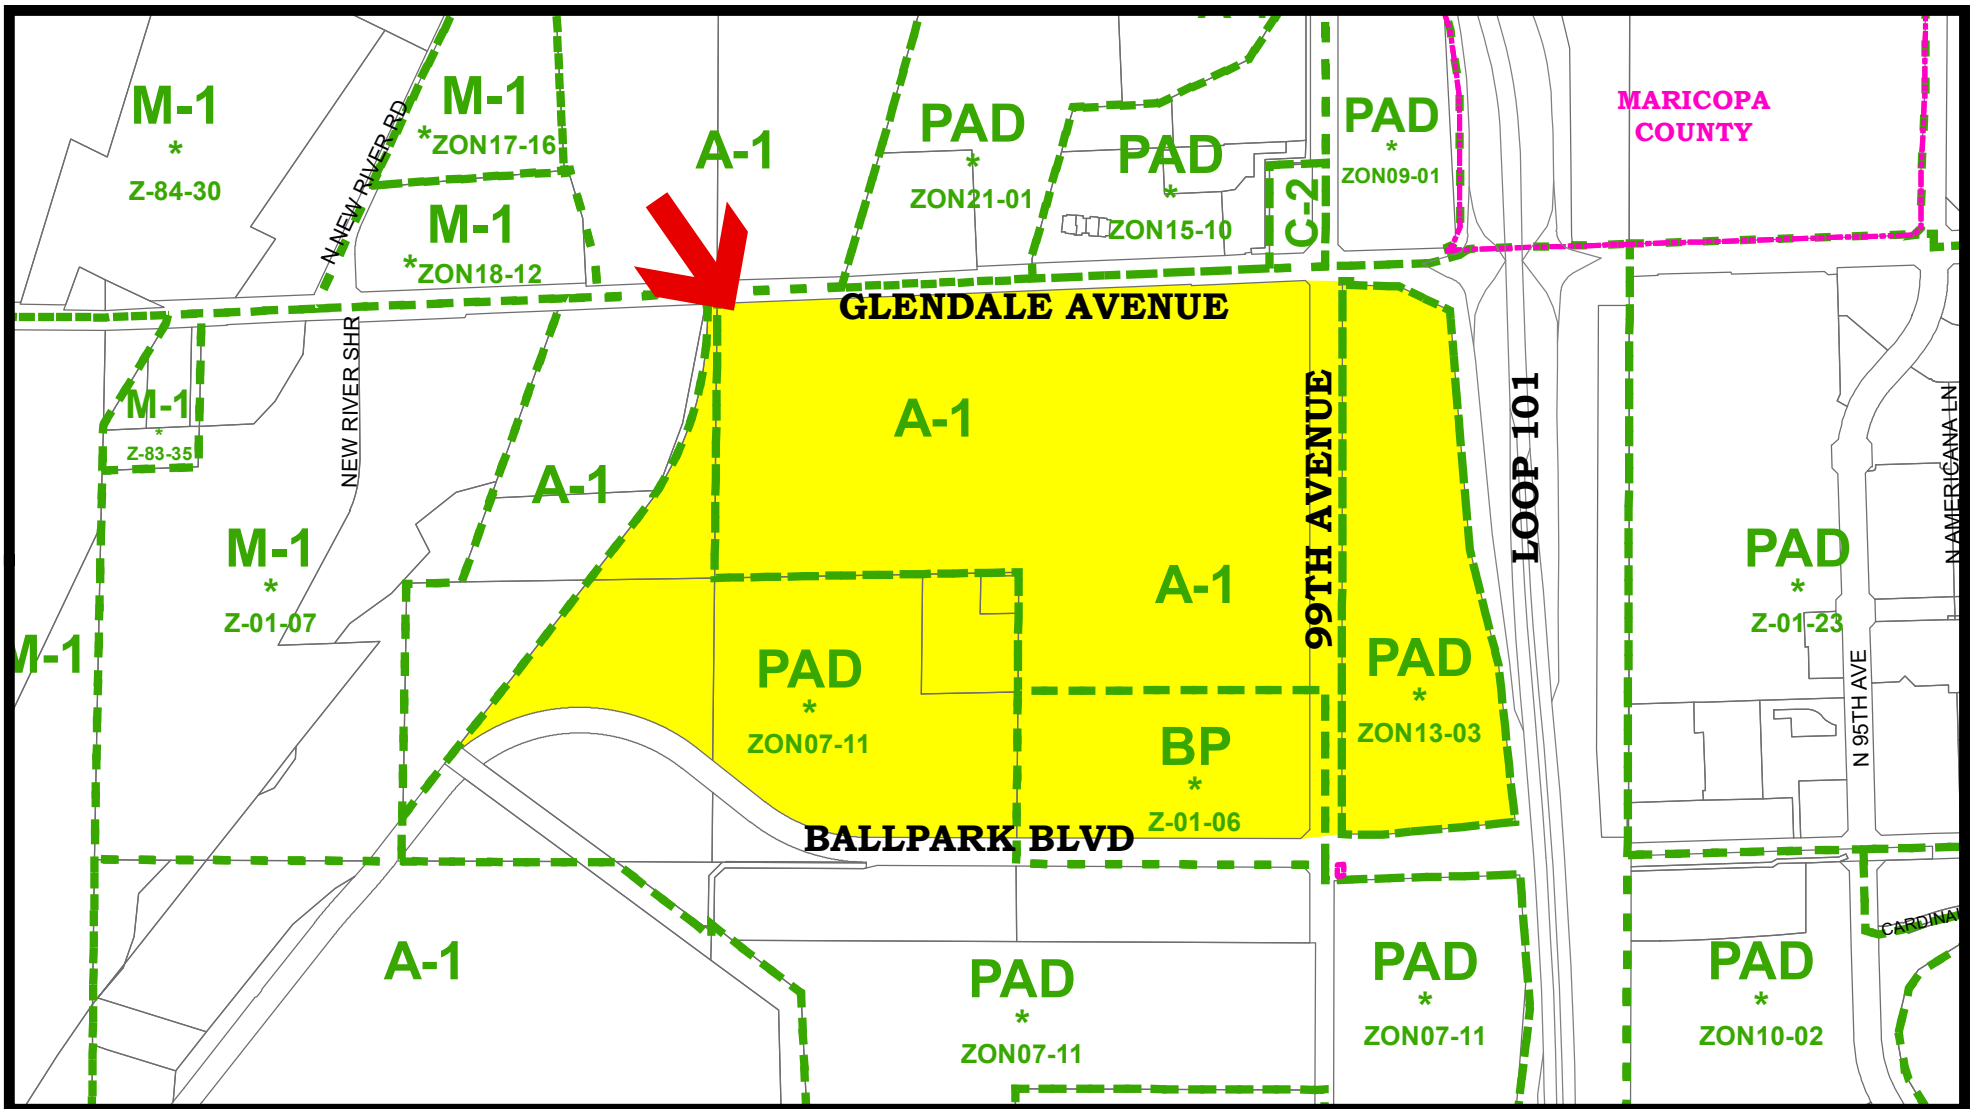 M-1
*
Z-84-30
N NEW RIVER RD
M-1
*ZON17-16
M-1
*ZON18-12
A-1
PAD
*
ZON21-01
PAD
*
ZON15-10
C-2
PAD
*
ZON09-01
MARICOPA
COUNTY
GLENDALE AVENUE
M-1
*
Z-83-35
NEW RIVER SHR
A-1
A-1
A-1
99TH AVENUE
LOOP 101
N AMERICANA LN
M-1
*
Z-01-07
M-1
PAD
*
Z-01-23
PAD
*
ZON07-11
BP
*
Z-01-06
PAD
*
ZON13-03
N 95TH AVE
BALLPARK BLVD
A-1
PAD
*
ZON07-11
PAD
*
ZON07-11
PAD
*
ZON10-02